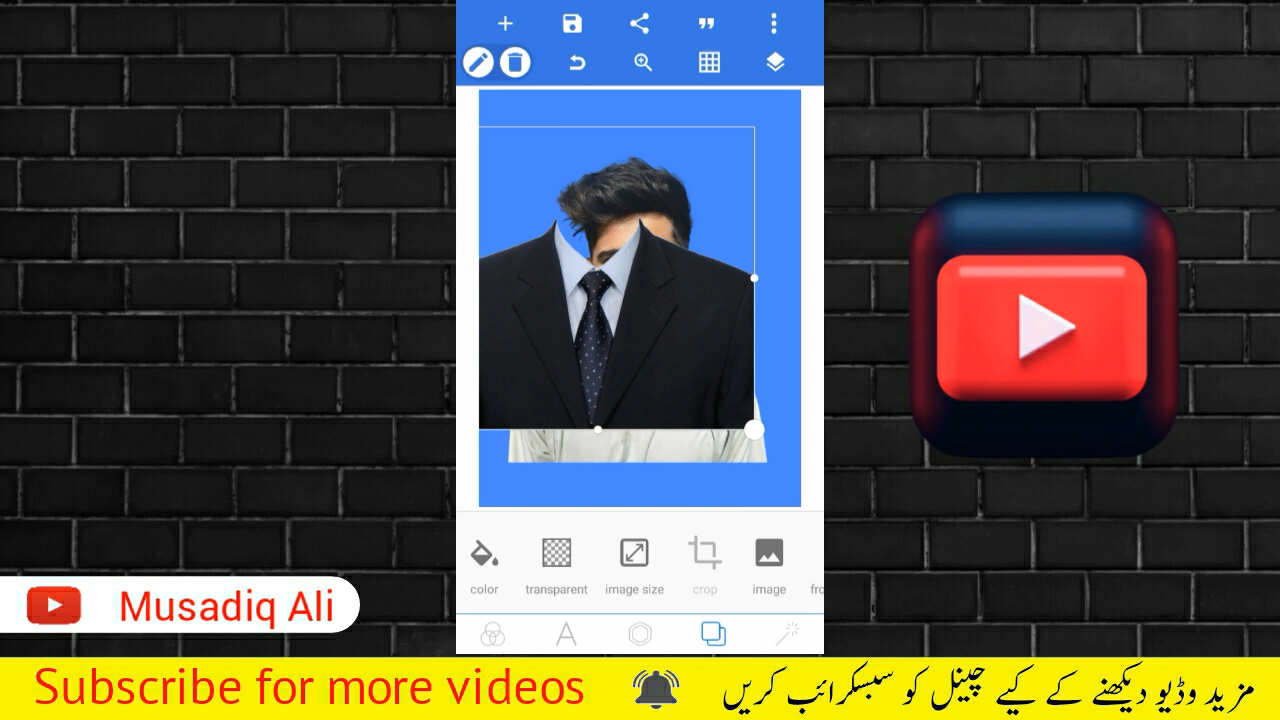 color
transparent
image size
crop
image
fro
Musadiq Ali
Subscribe for more videos
مزید وڈیو دیکھنے کے لیے چینل کو سبسکرائب کریں